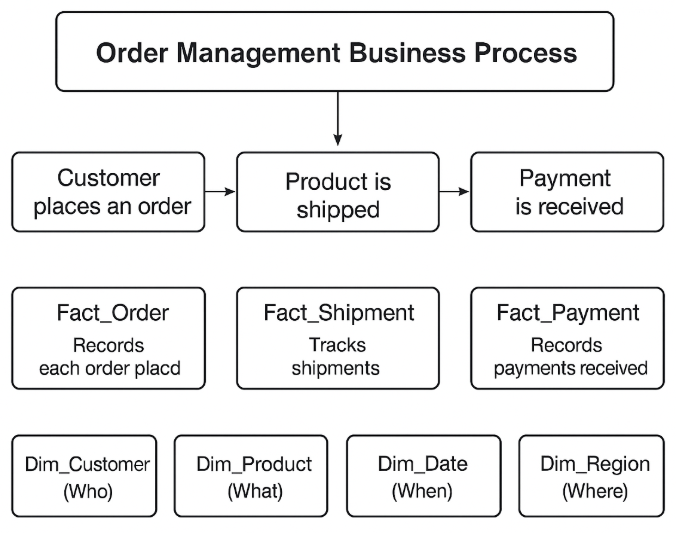 Order Management Business Process
Customer
places an order
Product is
shipped
Payment
is received
Fact_Order
Records
each order placd
Fact_Shipment
Tracks
shipments
Fact_Payment
Records
payments received
Dim_Customer
(Who)
Dim_Product
(What)
Dim_Date
(When)
Dim_Region
(Where)